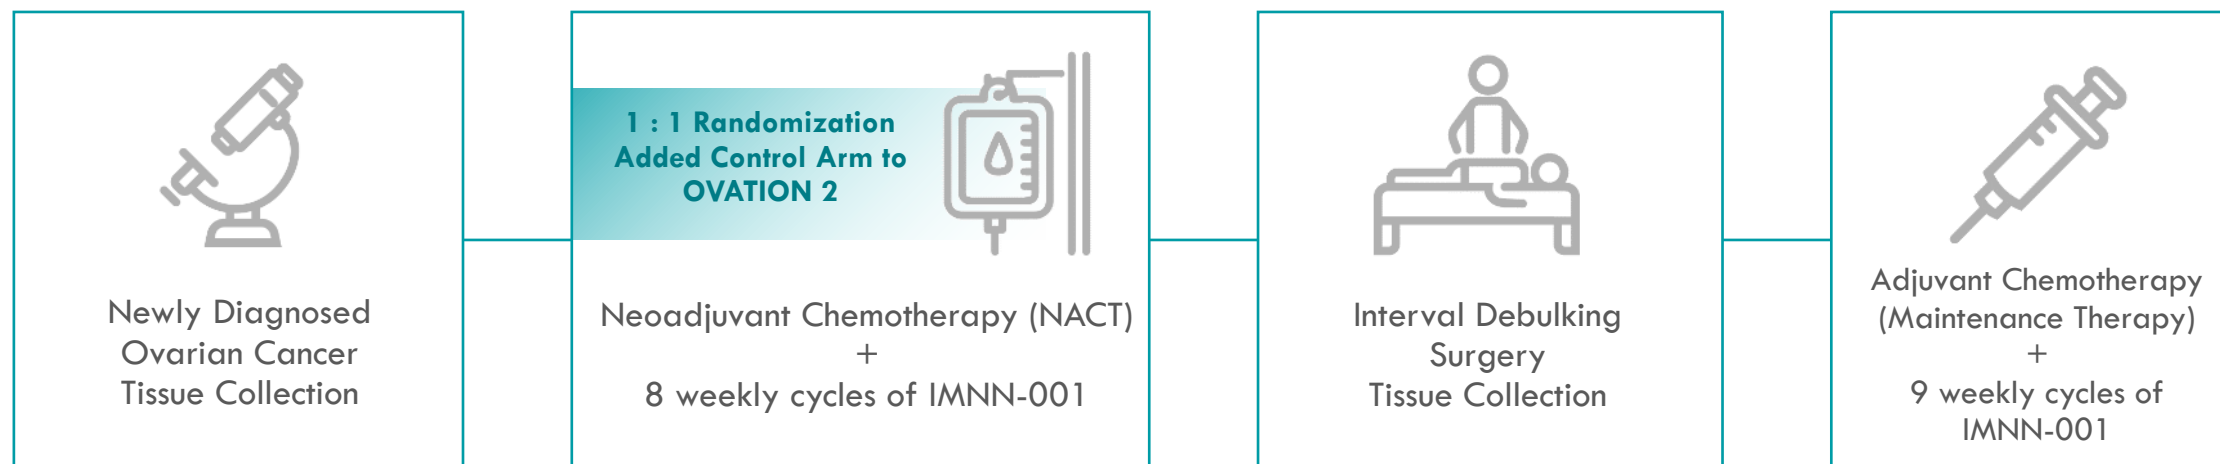 Newly Diagnosed
Ovarian Cancer
Tissue Collection
1 : 1 Randomization
Added Control Arm to
OVATION 2
Neoadjuvant Chemotherapy (NACT)
+
8 weekly cycles of IMNN-001
Interval Debulking
Surgery
Tissue Collection
Adjuvant Chemotherapy
(Maintenance Therapy)
+
9 weekly cycles of
IMNN-001